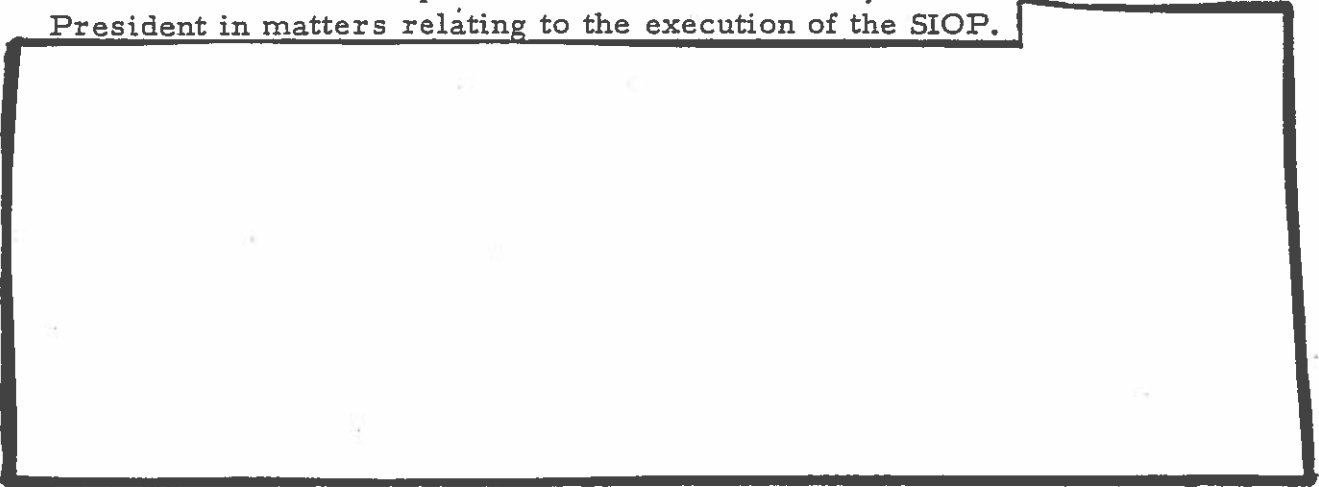 President in matters relating to the execution of the SIOP.